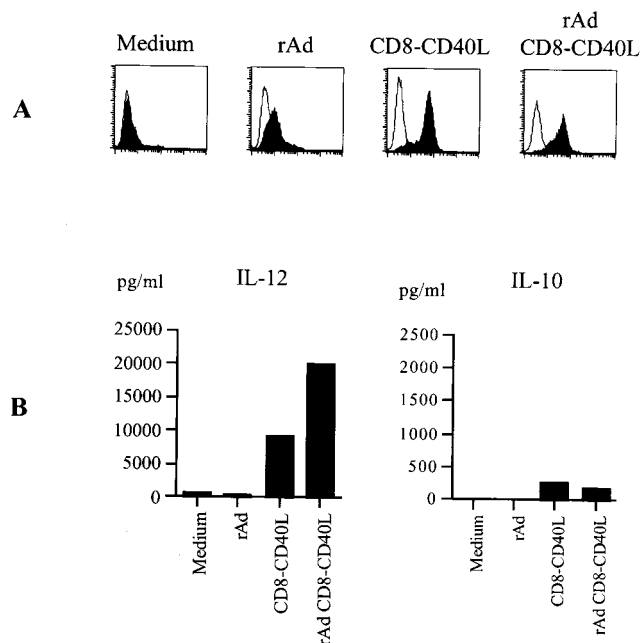 A
Medium
rAd
CD8-CD40L
rAd
CD8-CD40L
B
pg/ml
IL-12
25000
20000
15000
10000
5000
0
Medium
rAd
CD8-CD40L
rAd CD8-CD40L
pg/ml
IL-10
2500
2000
1500
1000
500
0
Medium
rAd
CD8-CD40L
rAd CD8-CD40L